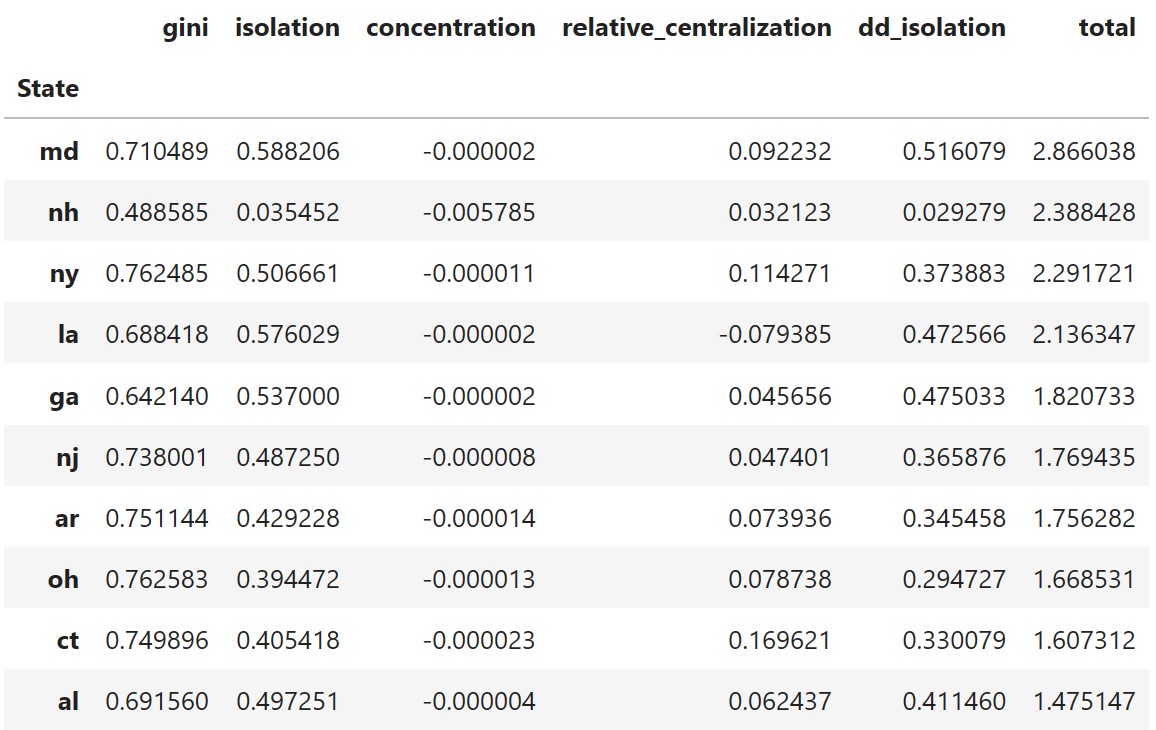 gini isolation concentration relative_centralization dd_isolation total
State
md 0.710489 0.588206 -0.000002 0.092232 0.516079 2.866038
nh 0.488585 0.035452 -0.005785 0.032123 0.029279 2.388428
ny 0.762485 0.506661 -0.000011 0.114271 0.373883 2.291721
la 0.688418 0.576029 -0.000002 -0.079385 0.472566 2.136347
ga 0.642140 0.537000 -0.000002 0.045656 0.475033 1.820733
nj 0.738001 0.487250 -0.000008 0.047401 0.365876 1.769435
ar 0.751144 0.429228 -0.000014 0.073936 0.345458 1.756282
oh 0.762583 0.394472 -0.000013 0.078738 0.294727 1.668531
ct 0.749896 0.405418 -0.000023 0.169621 0.330079 1.607312
al 0.691560 0.497251 -0.000004 0.062437 0.411460 1.475147